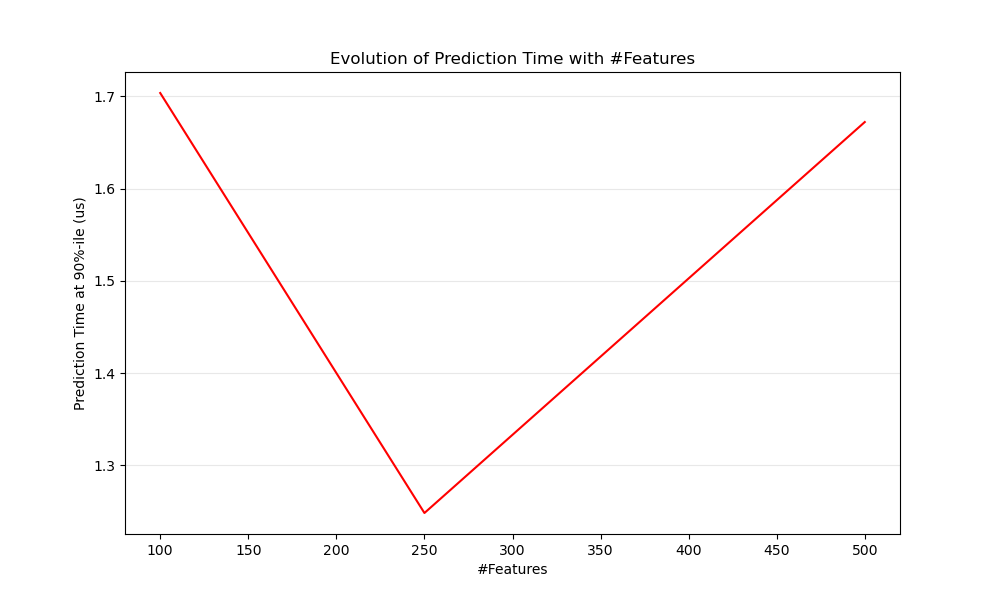 Evolution of Prediction Time with #Features
Prediction Time at 90%-ile (us)
1.7
1.6
1.5
1.4
1.3
100 150 200 250 300 350 400 450 500
#Features